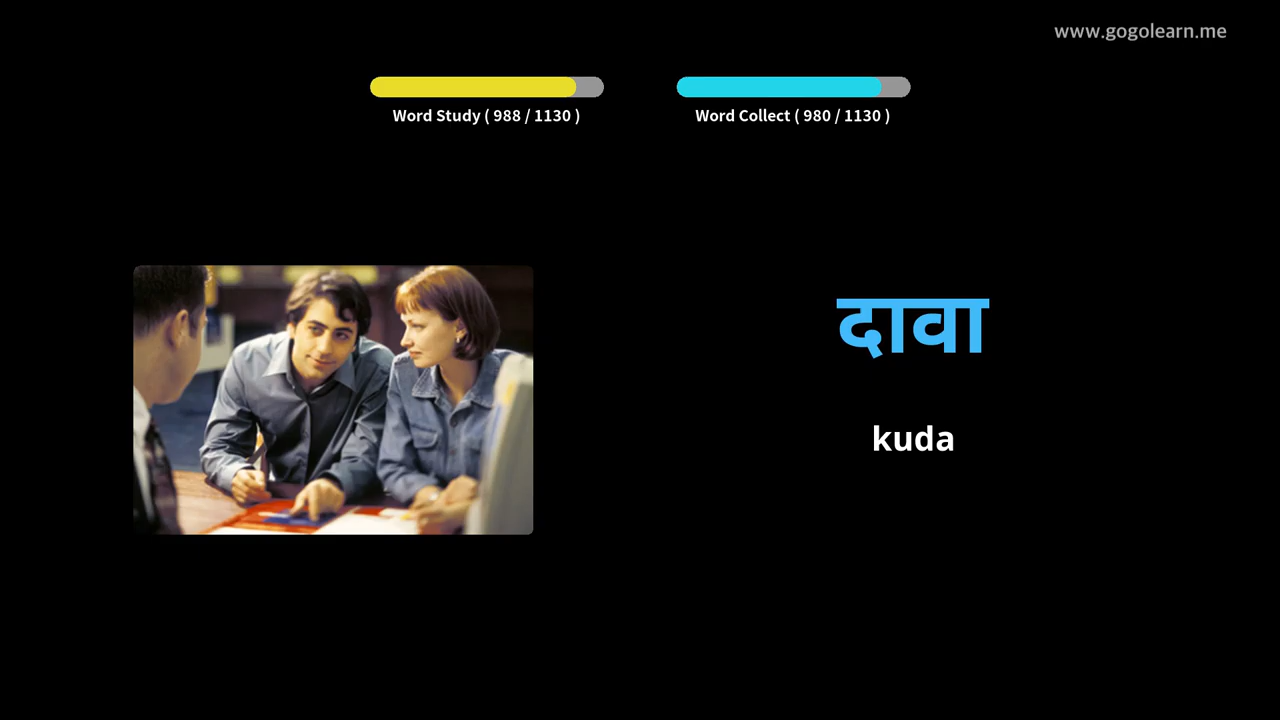 www.gogolearn.me
Word Study ( 988 / 1130 )
Word Collect ( 980 / 1130 )
दावा
kuda